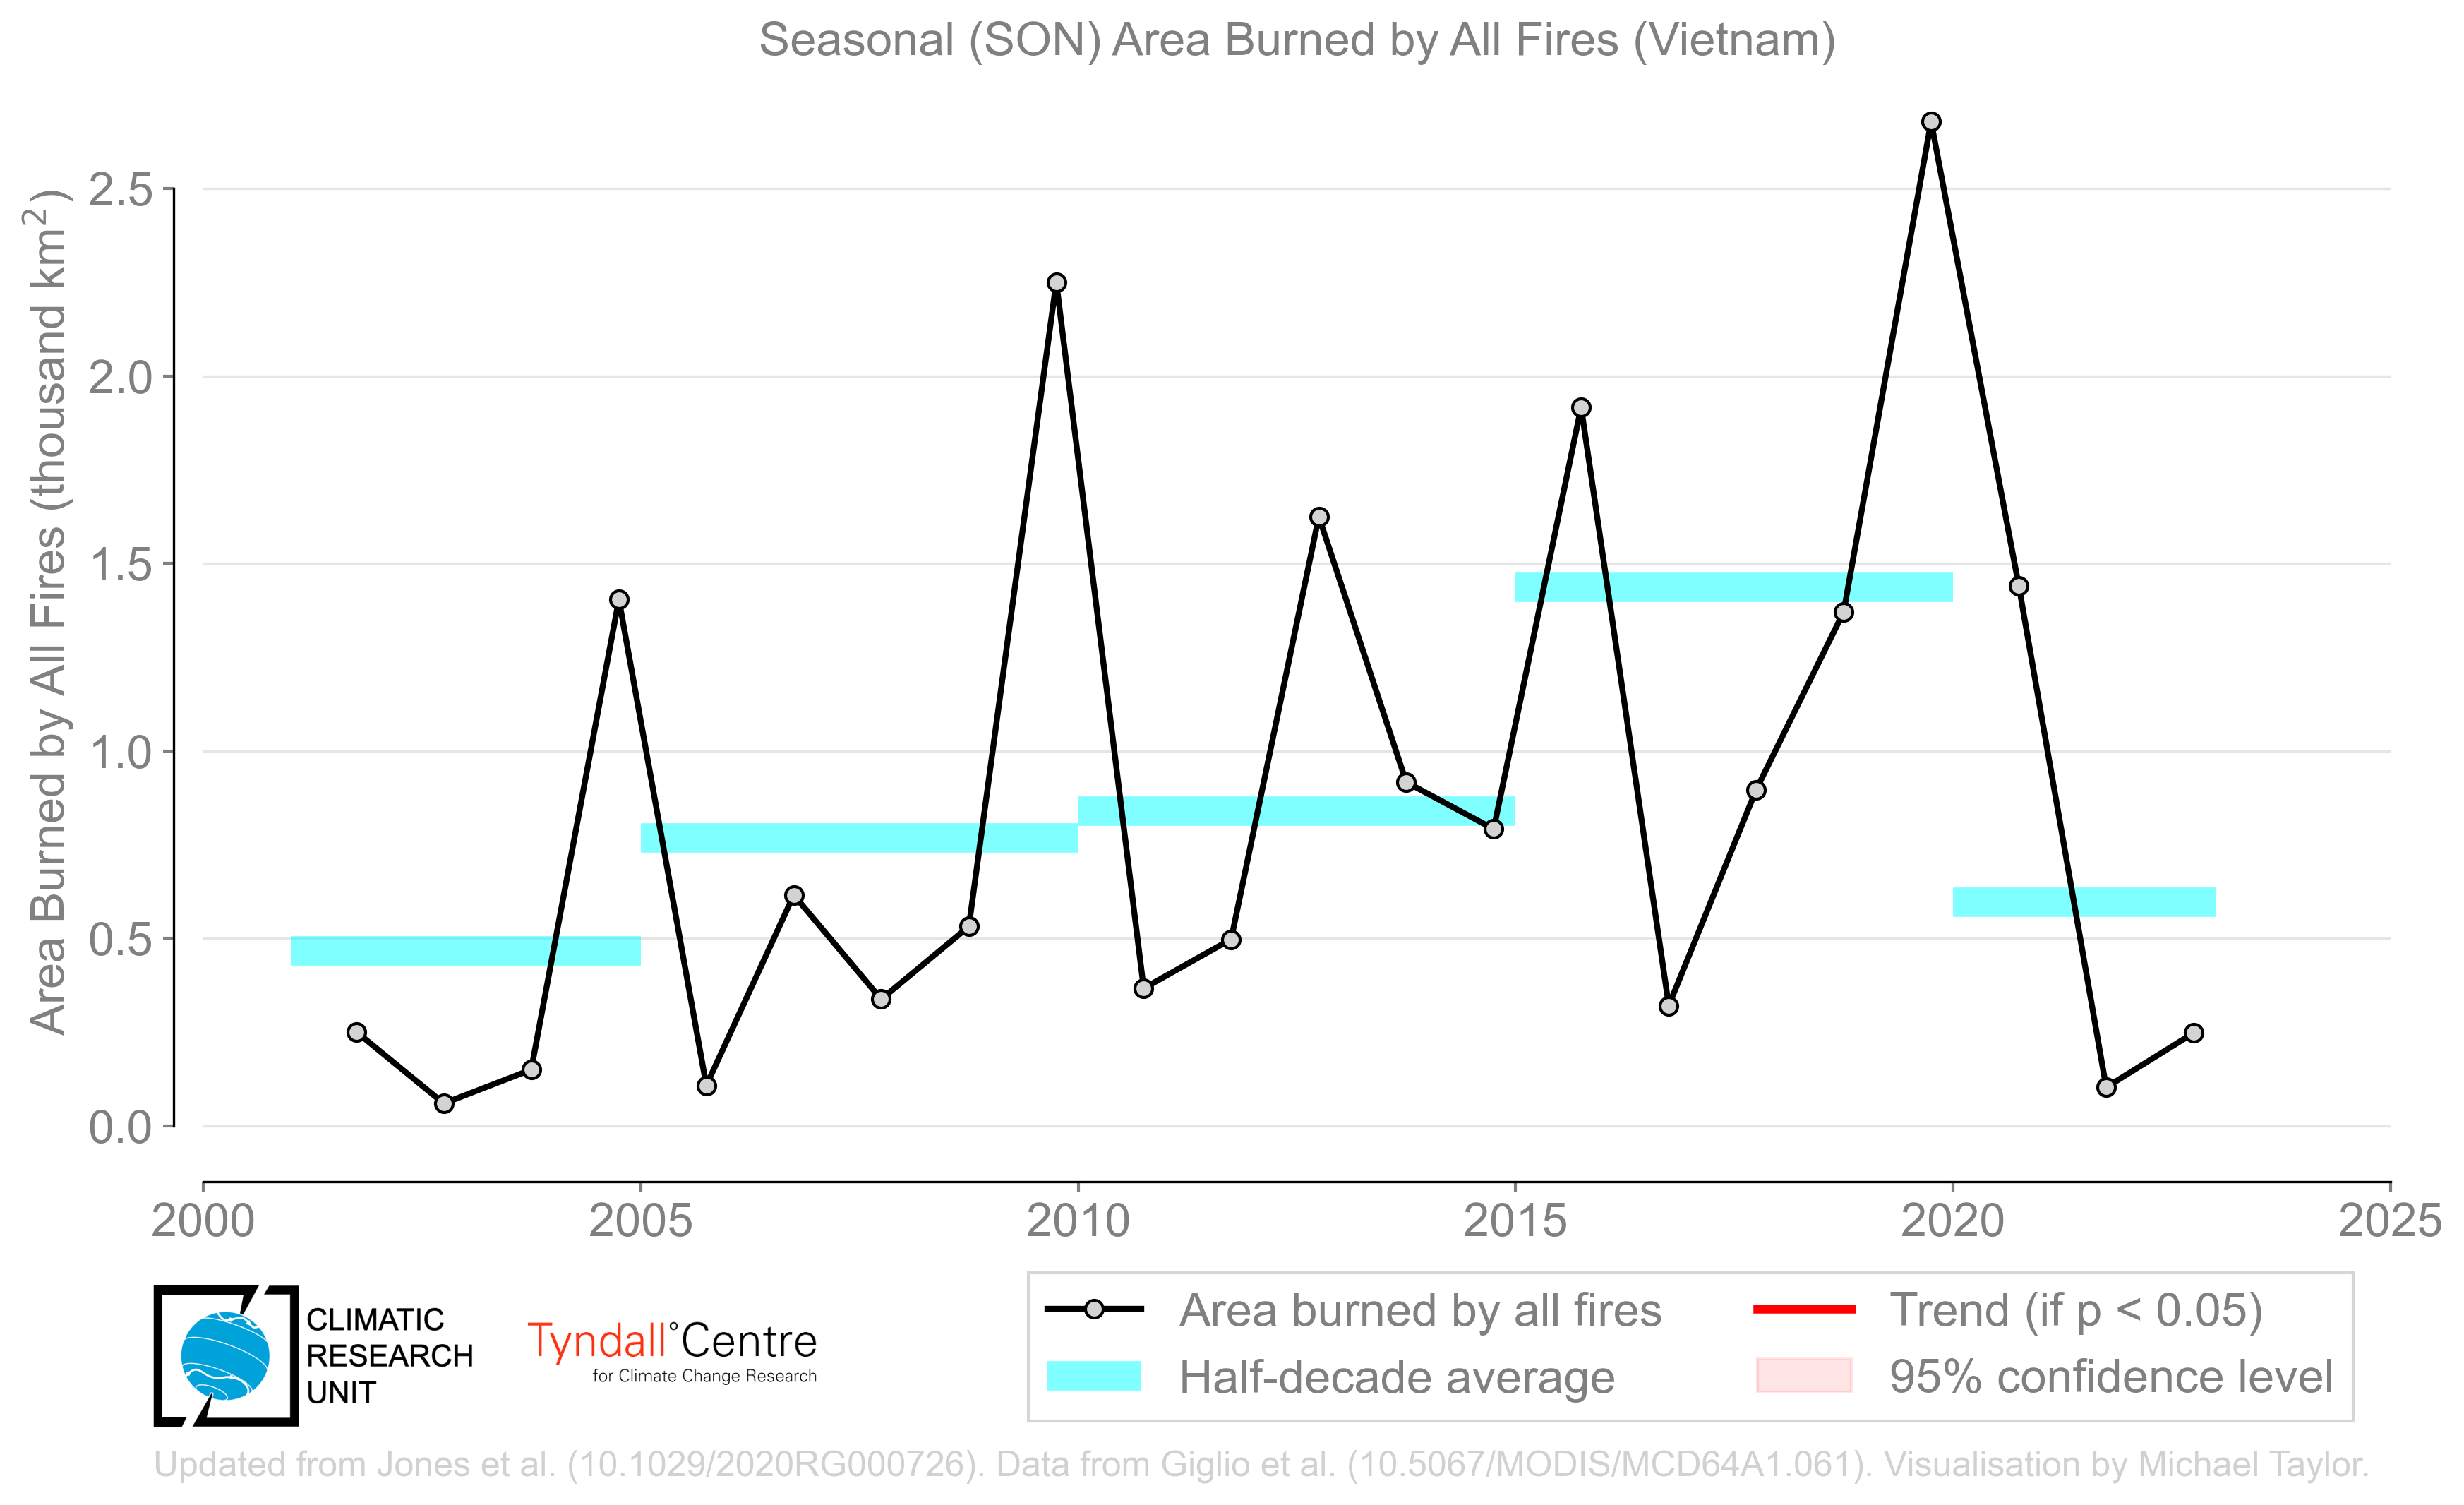 Seasonal (SON) Area Burned by All Fires (Vietnam)
Area Burned by All Fires (thousand km²)
2.5
2.0
1.5
1.0
0.5
0.0
2000 2005 2010 2015 2020 2025
CLIMATIC
RESEARCH
UNIT
Tyndall°Centre
for Climate Change Research
Area burned by all fires
Half-decade average
Trend (if p < 0.05)
95% confidence level
Updated from Jones et al. (10.1029/2020RG000726). Data from Giglio et al. (10.5067/MODIS/MCD64A1.061). Visualisation by Michael Taylor.